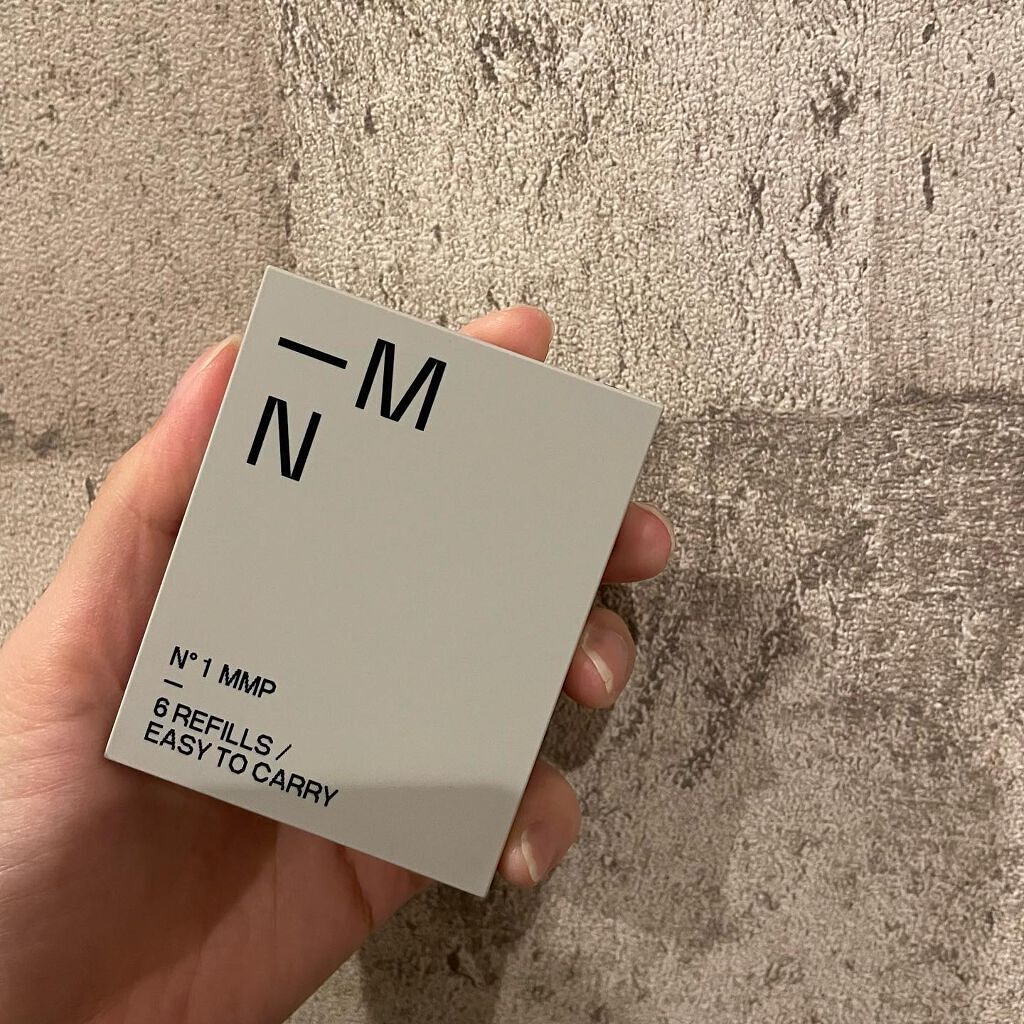 —M
N
N° 1 MMP
—
6 REFILLS /
EASY TO CARRY